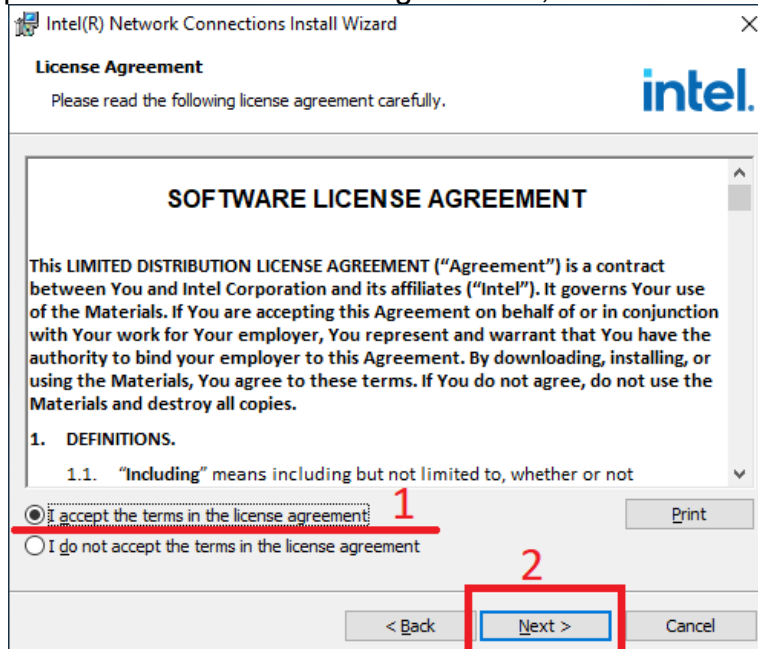 Intel(R) Network Connections Install Wizard
License Agreement
Please read the following license agreement carefully.
intel.
SOFTWARE LICENSE AGREEMENT
This LIMITED DISTRIBUTION LICENSE AGREEMENT (“Agreement”) is a contract
between You and Intel Corporation and its affiliates (“Intel”). It governs Your use
of the Materials. If You are accepting this Agreement on behalf of or in conjunction
with Your work for Your employer, You represent and warrant that You have the
authority to bind your employer to this Agreement. By downloading, installing, or
using the Materials, You agree to these terms. If You do not agree, do not use the
Materials and destroy all copies.
1. DEFINITIONS.
1.1. “Including” means including but not limited to, whether or not
I accept the terms in the license agreement 1
Print
I do not accept the terms in the license agreement
2
< Back Next > Cancel